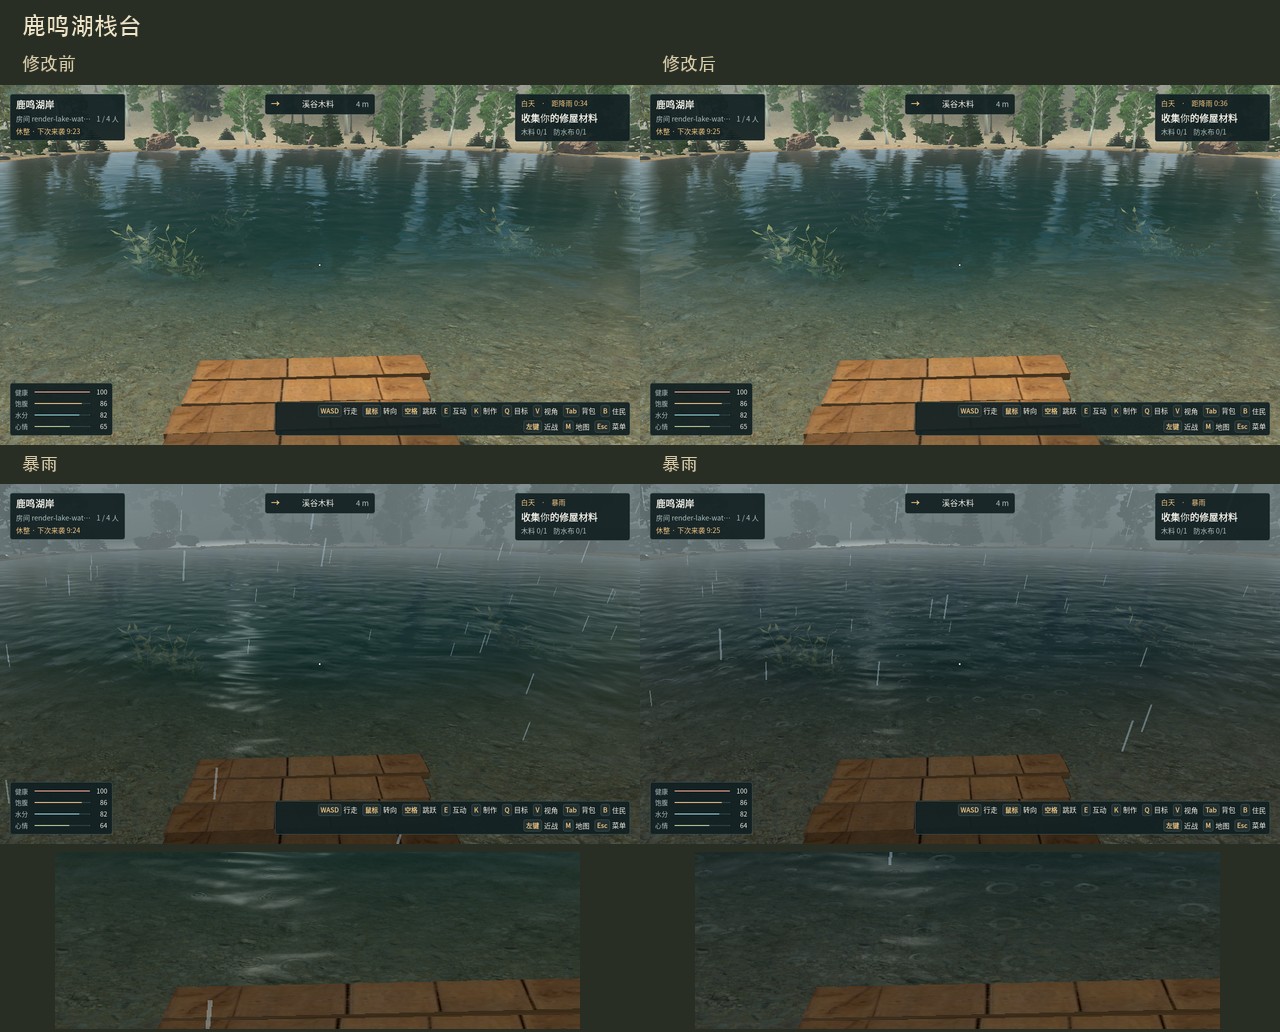 鹿鸣湖栈台
修改前
修改后
鹿鸣湖岸
房间 render-lake-wat··· 1 / 4 人
休整 · 下次来袭 9:23
→ 溪谷木料 4 m
白天 · 距降雨 0:34
收集你的修屋材料
木料 0/1 防水布 0/1
健康 100
饱腹 86
水分 82
心情 65
WASD 行走 鼠标 转向 空格 跳跃 E 互动 K 制作 Q 目标 V 视角 Tab 背包 B 住民
左键 近战 M 地图 Esc 菜单
鹿鸣湖岸
房间 render-lake-wat··· 1 / 4 人
休整 · 下次来袭 9:25
→ 溪谷木料 4 m
白天 · 距降雨 0:36
收集你的修屋材料
木料 0/1 防水布 0/1
健康 100
饱腹 86
水分 82
心情 65
WASD 行走 鼠标 转向 空格 跳跃 E 互动 K 制作 Q 目标 V 视角 Tab 背包 B 住民
左键 近战 M 地图 Esc 菜单
暴雨
暴雨
鹿鸣湖岸
房间 render-lake-wat··· 1 / 4 人
休整 · 下次来袭 9:24
→ 溪谷木料 4 m
白天 · 暴雨
收集你的修屋材料
木料 0/1 防水布 0/1
健康 100
饱腹 86
水分 82
心情 64
WASD 行走 鼠标 转向 空格 跳跃 E 互动 K 制作 Q 目标 V 视角 Tab 背包 B 住民
左键 近战 M 地图 Esc 菜单
鹿鸣湖岸
房间 render-lake-wat··· 1 / 4 人
休整 · 下次来袭 9:25
→ 溪谷木料 4 m
白天 · 暴雨
收集你的修屋材料
木料 0/1 防水布 0/1
健康 100
饱腹 86
水分 82
心情 64
WASD 行走 鼠标 转向 空格 跳跃 E 互动 K 制作 Q 目标 V 视角 Tab 背包 B 住民
左键 近战 M 地图 Esc 菜单